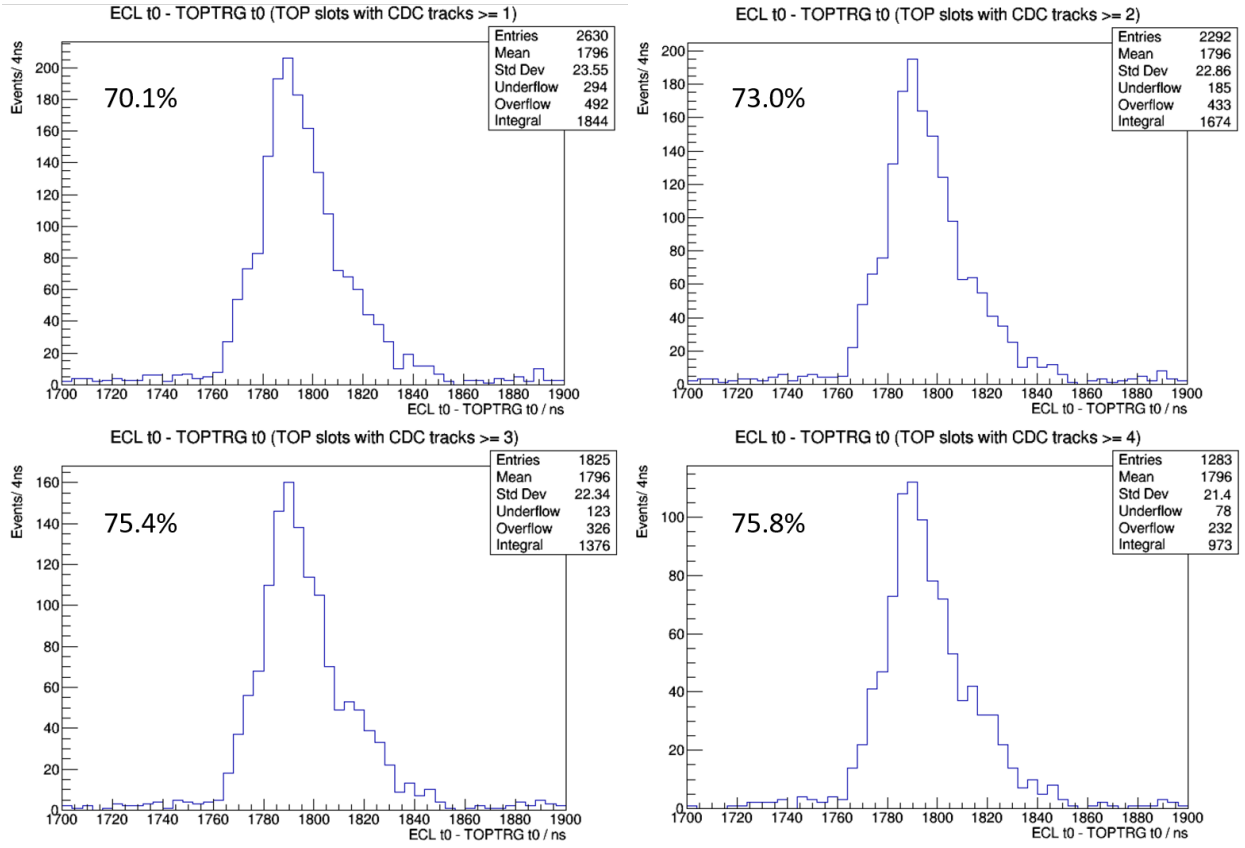 ECL t0 - TOPTRG t0 (TOP slots with CDC tracks >= 1)
Entries 2630
Mean 1796
Std Dev 23.55
Underflow 294
Overflow 492
Integral 1844
70.1%
Events/ 4ns
200
180
160
140
120
100
80
60
40
20
0
1700 1720 1740 1760 1780 1800 1820 1840 1860 1880 1900
ECL t0 - TOPTRG t0 / ns
ECL t0 - TOPTRG t0 (TOP slots with CDC tracks >= 2)
Entries 2292
Mean 1796
Std Dev 22.86
Underflow 185
Overflow 433
Integral 1674
73.0%
Events/ 4ns
200
180
160
140
120
100
80
60
40
20
0
1700 1720 1740 1760 1780 1800 1820 1840 1860 1880 1900
ECL t0 - TOPTRG t0 / ns
ECL t0 - TOPTRG t0 (TOP slots with CDC tracks >= 3)
Entries 1825
Mean 1796
Std Dev 22.34
Underflow 123
Overflow 326
Integral 1376
75.4%
Events/ 4ns
160
140
120
100
80
60
40
20
0
1700 1720 1740 1760 1780 1800 1820 1840 1860 1880 1900
ECL t0 - TOPTRG t0 / ns
ECL t0 - TOPTRG t0 (TOP slots with CDC tracks >= 4)
Entries 1283
Mean 1796
Std Dev 21.4
Underflow 78
Overflow 232
Integral 973
75.8%
Events/ 4ns
100
80
60
40
20
0
1700 1720 1740 1760 1780 1800 1820 1840 1860 1880 1900
ECL t0 - TOPTRG t0 / ns